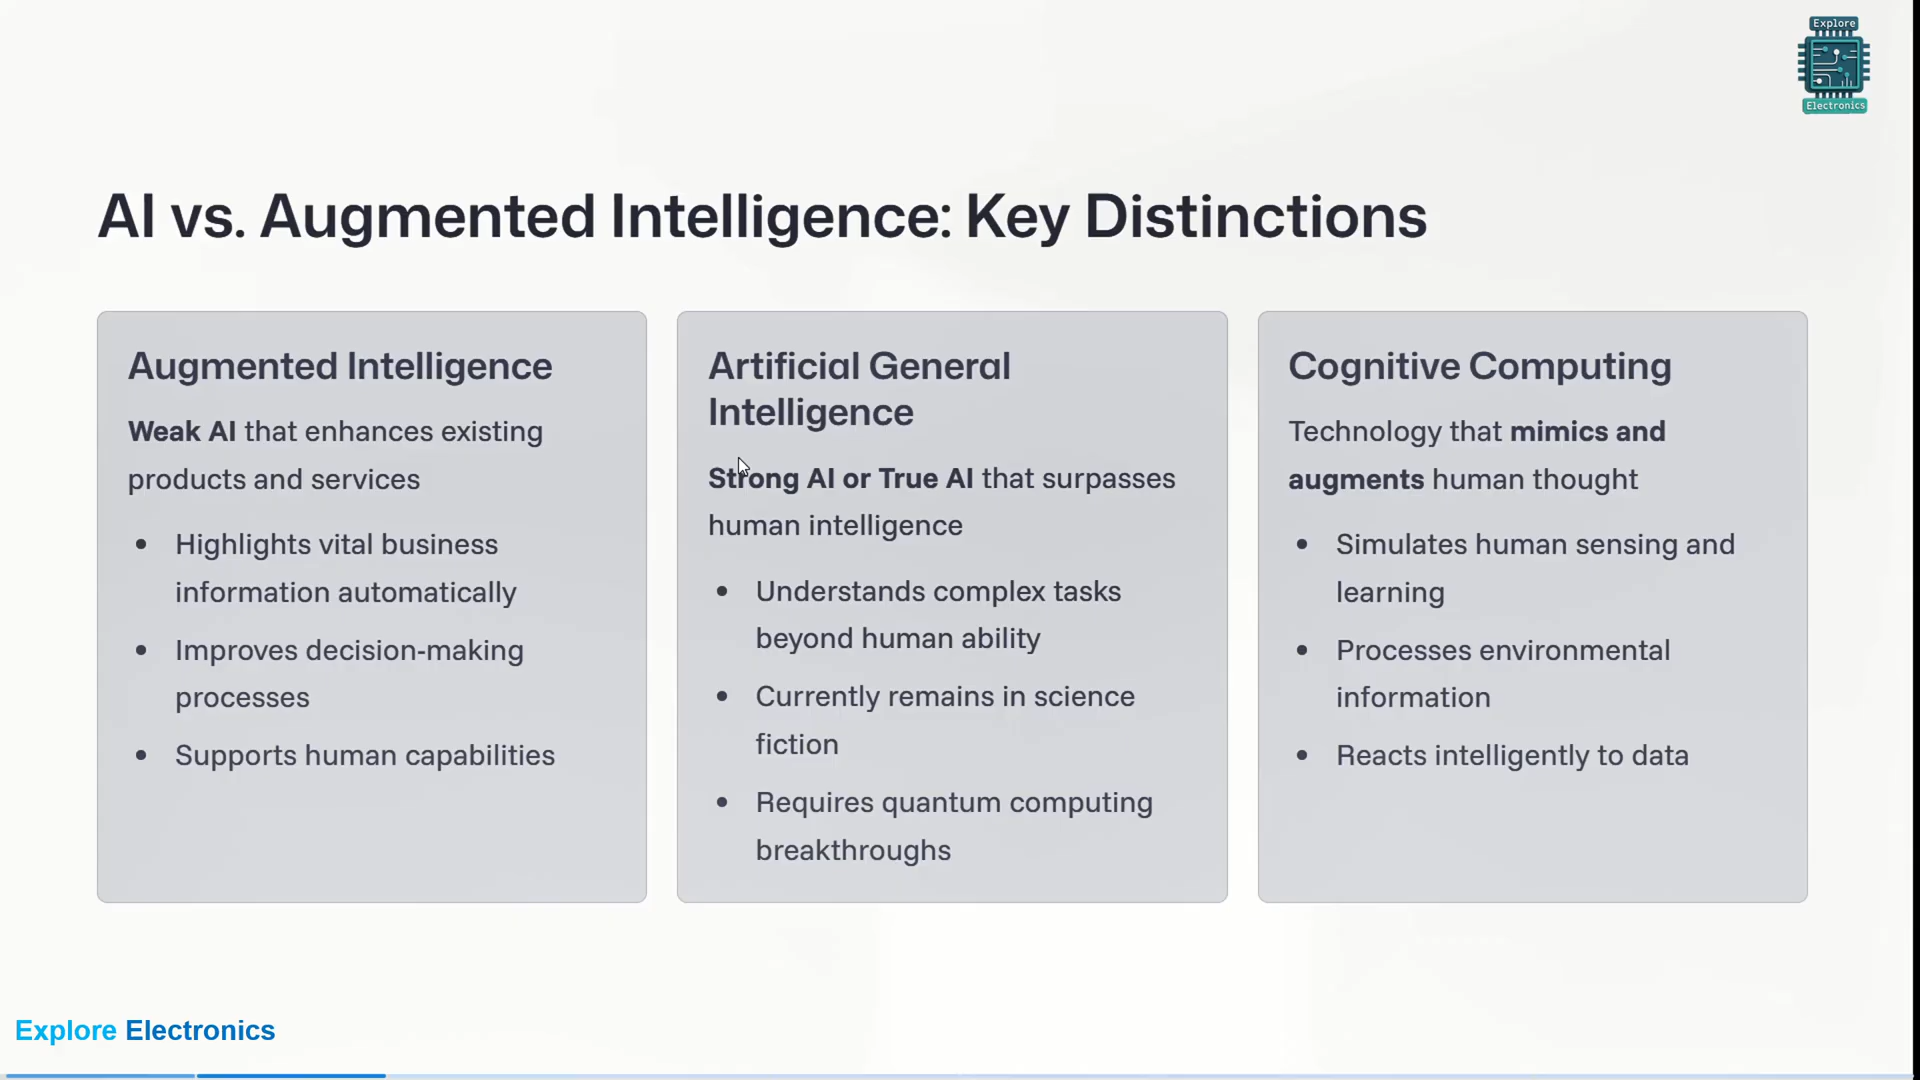 Explore
Electronics
AI vs. Augmented Intelligence: Key Distinctions
Augmented Intelligence
Weak AI that enhances existing
products and services
• Highlights vital business
information automatically
• Improves decision-making
processes
• Supports human capabilities
Artificial General
Intelligence
Strong AI or True AI that surpasses
human intelligence
• Understands complex tasks
beyond human ability
• Currently remains in science
fiction
• Requires quantum computing
breakthroughs
Cognitive Computing
Technology that mimics and
augments human thought
• Simulates human sensing and
learning
• Processes environmental
information
• Reacts intelligently to data
Explore Electronics